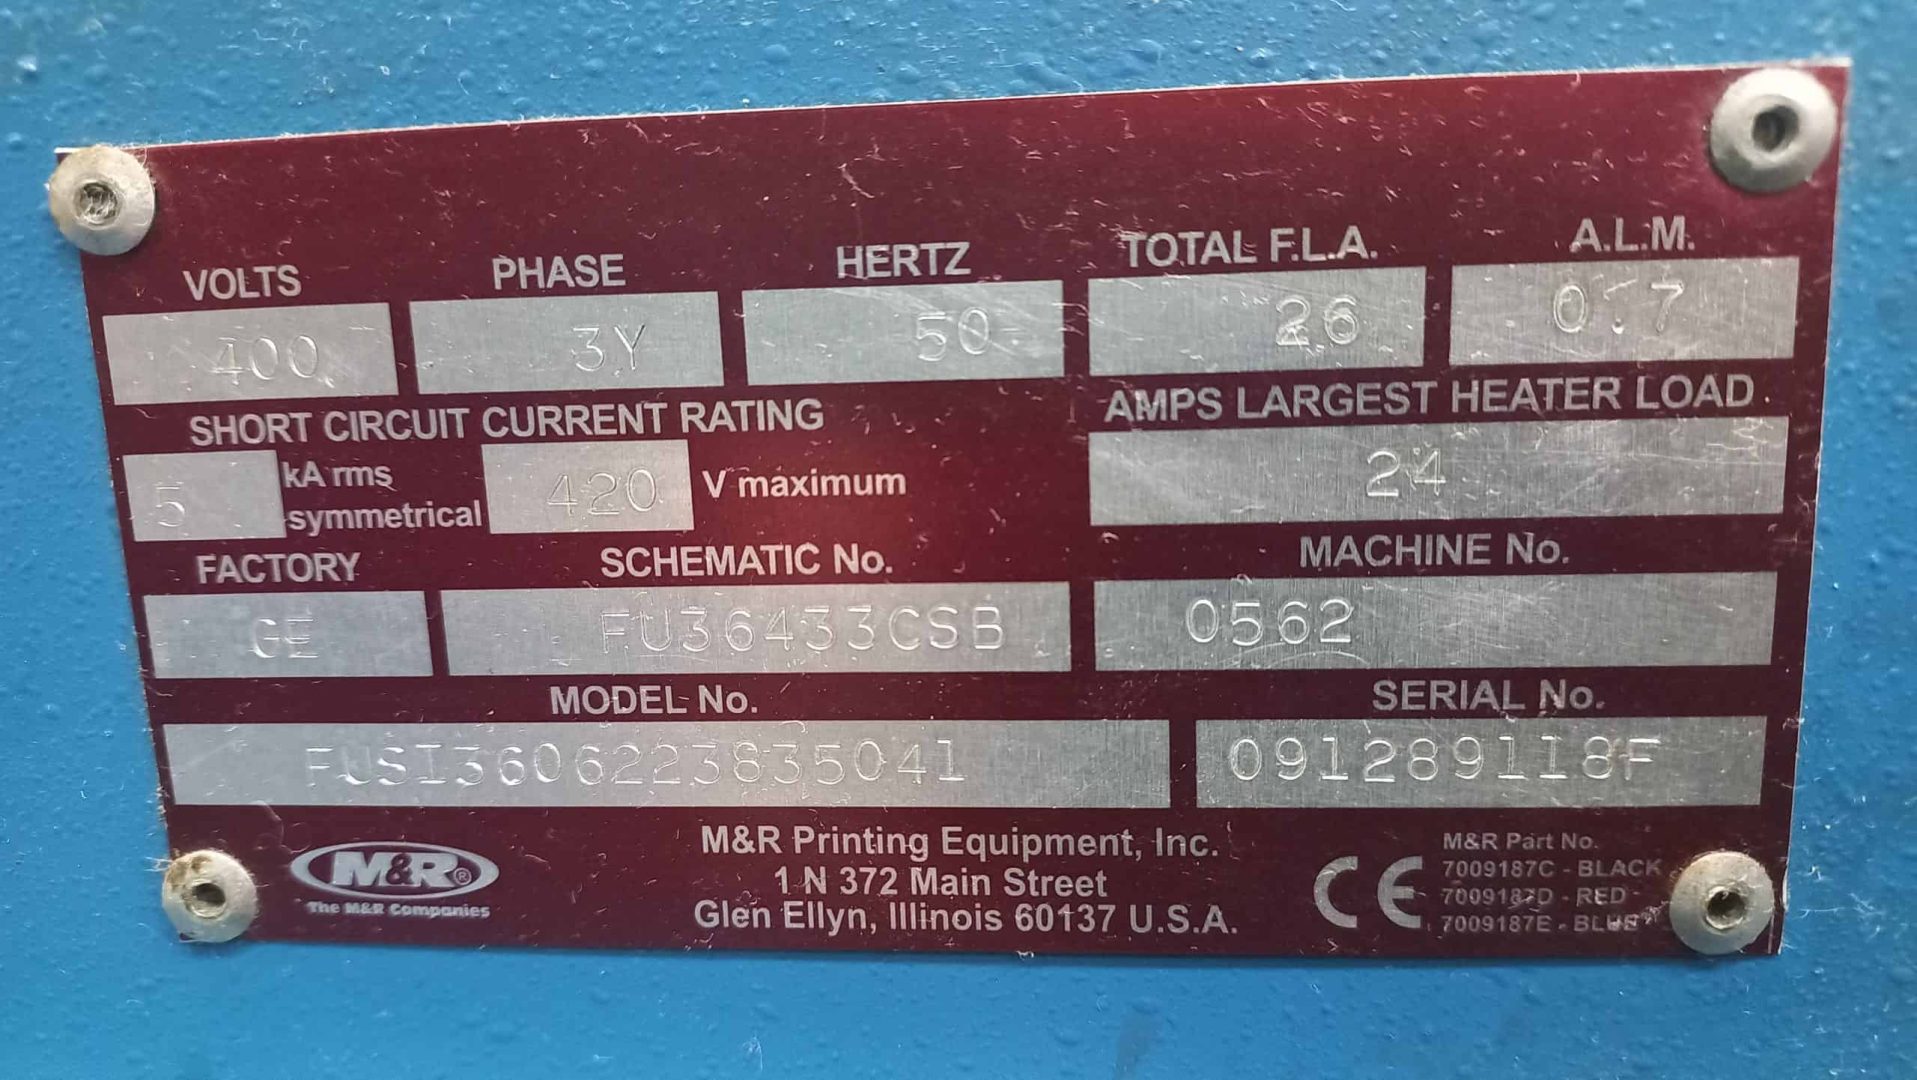 VOLTS PHASE HERTZ TOTAL F.L.A. A.L.M.
400 3Y 50 26 0.7
SHORT CIRCUIT CURRENT RATING AMPS LARGEST HEATER LOAD
5 kA rms symmetrical 420 V maximum 24
FACTORY SCHEMATIC No. MACHINE No.
GE FU36433CSB 0562
MODEL No. SERIAL No.
FUSI3606223835041 091289118F
M&R®
The M&R Companies
M&R Printing Equipment, Inc.
1 N 372 Main Street
Glen Ellyn, Illinois 60137 U.S.A.
CE
M&R Part No.
7009187C - BLACK
7009187D - RED
7009187E - BLUE